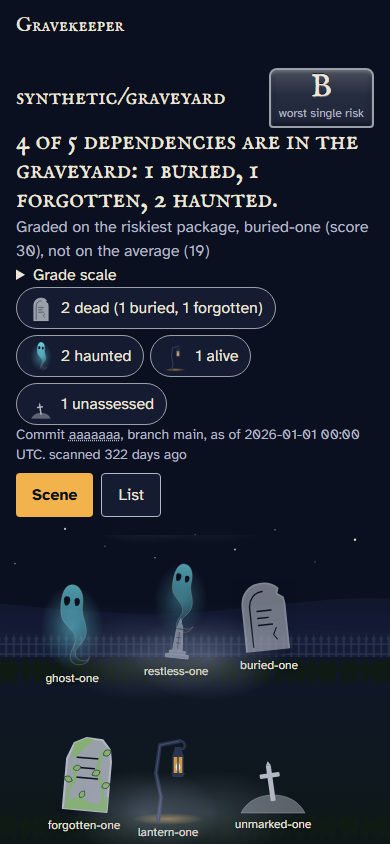 Gravekeeper
synthetic/graveyard
B
worst single risk
4 of 5 dependencies are in the
graveyard: 1 buried, 1
forgotten, 2 haunted.
Graded on the riskiest package, buried-one (score
30), not on the average (19)
Grade scale
2 dead (1 buried, 1 forgotten)
2 haunted
1 alive
1 unassessed
Commit aaaaaaa, branch main, as of 2026-01-01 00:00
UTC. scanned 322 days ago
Scene
List
ghost-one
restless-one
buried-one
forgotten-one
lantern-one
unmarked-one